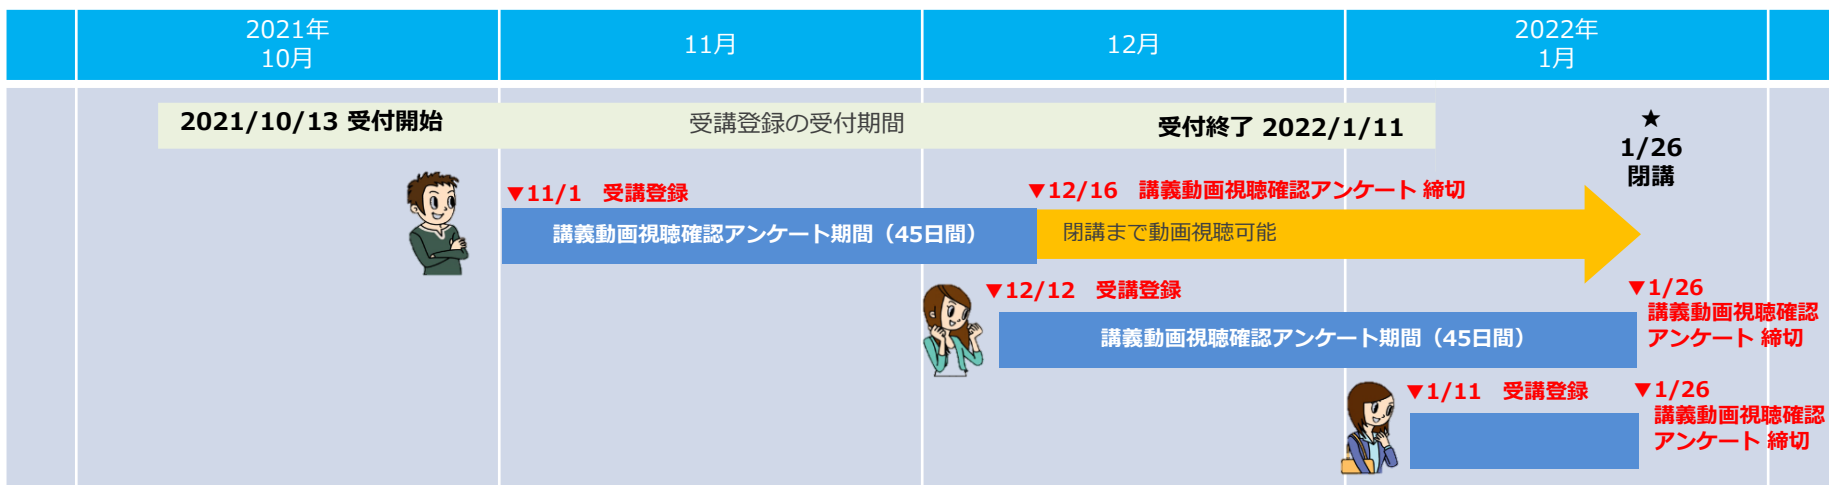 2021年
10月
11月
12月
2022年
1月
2021/10/13 受付開始
受講登録の受付期間
受付終了 2022/1/11
★
1/26
閉講
▼11/1 受講登録
▼12/16 講義動画視聴確認アンケート 締切
講義動画視聴確認アンケート期間（45日間）
閉講まで動画視聴可能
▼12/12 受講登録
▼1/26
講義動画視聴確認
アンケート 締切
講義動画視聴確認アンケート期間（45日間）
▼1/11 受講登録
▼1/26
講義動画視聴確認
アンケート 締切